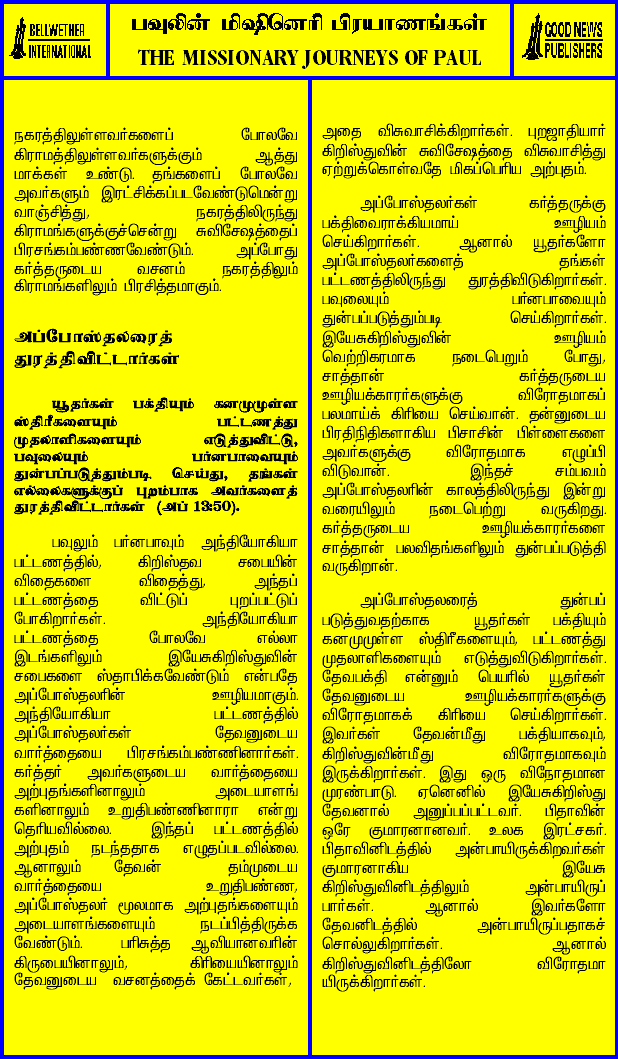 BELLWETHER
INTERNATIONAL
பவுலின் மிஷினெரி பிரயாணங்கள்
THE MISSIONARY JOURNEYS OF PAUL
GOOD NEWS
PUBLISHERS
நகரத்திலுள்ளவர்களைப் போலவே
கிராமத்திலுள்ளவர்களுக்கும் ஆத்து
மாக்கள் உண்டு. தங்களைப் போலவே
அவர்களும் இரட்சிக்கப்படவேண்டுமென்று
வாஞ்சித்து, நகரத்திலிருந்து
கிராமங்களுக்குச்சென்று சுவிசேஷத்தைப்
பிரசங்கம்பண்ணவேண்டும். அப்போது
கர்த்தருடைய வசனம் நகரத்திலும்
கிராமங்களிலும் பிரசித்தமாகும்.
அப்போஸ்தலரைத்
துரத்திவிட்டார்கள்
யூதர்கள் பக்தியும் கனமுமுள்ள
ஸ்திரீகளையும் பட்டணத்து
முதலாளிகளையும் எடுத்துவிட்டு,
பவுலையும் பர்னபாவையும்
துன்பப்படுத்தும்படி செய்து, தங்கள்
எல்லைகளுக்குப் புறம்பாக அவர்களைத்
துரத்திவிட்டார்கள் (அப் 13:50).
பவுலும் பர்னபாவும் அந்தியோகியா
பட்டணத்தில், கிறிஸ்தவ சபையின்
விதைகளை விதைத்து, அந்தப்
பட்டணத்தை விட்டுப் புறப்பட்டுப்
போகிறார்கள். அந்தியோகியா
பட்டணத்தை போலவே எல்லா
இடங்களிலும் இயேசுகிறிஸ்துவின்
சபைகளை ஸ்தாபிக்கவேண்டும் என்பதே
அப்போஸ்தலரின் ஊழியமாகும்.
அந்தியோகியா பட்டணத்தில்
அப்போஸ்தலர்கள் தேவனுடைய
வார்த்தையை பிரசங்கம்பண்ணினார்கள்.
கர்த்தர் அவர்களுடைய வார்த்தையை
அற்புதங்களினாலும் அடையாளங்
களினாலும் உறுதிபண்ணினாரா என்று
தெரியவில்லை. இந்தப் பட்டணத்தில்
அற்புதம் நடந்ததாக எழுதப்படவில்லை.
ஆனாலும் தேவன் தம்முடைய
வார்த்தையை உறுதிபண்ண,
அப்போஸ்தலர் மூலமாக அற்புதங்களையும்
அடையாளங்களையும் நடப்பித்திருக்க
வேண்டும். பரிசுத்த ஆவியானவரின்
கிருபையினாலும், கிரியையினாலும்
தேவனுடைய வசனத்தைக் கேட்டவர்கள்,
அதை விசுவாசிக்கிறார்கள். புறஜாதியார்
கிறிஸ்துவின் சுவிசேஷத்தை விசுவாசித்து
ஏற்றுக்கொள்வதே மிகப்பெரிய அற்புதம்.
அப்போஸ்தலர்கள் கர்த்தருக்கு
பக்திவைராக்கியமாய் ஊழியம்
செய்கிறார்கள். ஆனால் யூதர்களோ
அப்போஸ்தலர்களைத் தங்கள்
பட்டணத்திலிருந்து துரத்திவிடுகிறார்கள்.
பவுலையும் பர்னபாவையும்
துன்பப்படுத்தும்படி செய்கிறார்கள்.
இயேசுகிறிஸ்துவின் ஊழியம்
வெற்றிகரமாக நடைபெறும் போது,
சாத்தான் கர்த்தருடைய
ஊழியக்காரர்களுக்கு விரோதமாகப்
பலமாய்க் கிரியை செய்வான். தன்னுடைய
பிரதிநிதிகளாகிய பிசாசின் பிள்ளைகளை
அவர்களுக்கு விரோதமாக எழுப்பி
விடுவான். இந்தச் சம்பவம்
அப்போஸ்தலரின் காலத்திலிருந்து இன்று
வரையிலும் நடைபெற்று வருகிறது.
கர்த்தருடைய ஊழியக்காரர்களை
சாத்தான் பலவிதங்களிலும் துன்பப்படுத்தி
வருகிறான்.
அப்போஸ்தலரைத் துன்பப்
படுத்துவதற்காக யூதர்கள் பக்தியும்
கனமுமுள்ள ஸ்திரீகளையும், பட்டணத்து
முதலாளிகளையும் எடுத்துவிடுகிறார்கள்.
தேவபக்தி என்னும் பெயரில் யூதர்கள்
தேவனுடைய ஊழியக்காரர்களுக்கு
விரோதமாகக் கிரியை செய்கிறார்கள்.
இவர்கள் தேவன்மீது பக்தியாகவும்,
கிறிஸ்துவின்மீது விரோதமாகவும்
இருக்கிறார்கள். இது ஒரு விநோதமான
முரண்பாடு. ஏனெனில் இயேசுகிறிஸ்து
தேவனால் அனுப்பப்பட்டவர். பிதாவின்
ஒரே குமாரனானவர். உலக இரட்சகர்.
பிதாவினிடத்தில் அன்பாயிருக்கிறவர்கள்
குமாரனாகிய இயேசு
கிறிஸ்துவினிடத்திலும் அன்பாயிருப்
பார்கள். ஆனால் இவர்களோ
தேவனிடத்தில் அன்பாயிருப்பதாகச்
சொல்லுகிறார்கள். ஆனால்
கிறிஸ்துவினிடத்திலோ விரோதமா
யிருக்கிறார்கள்.